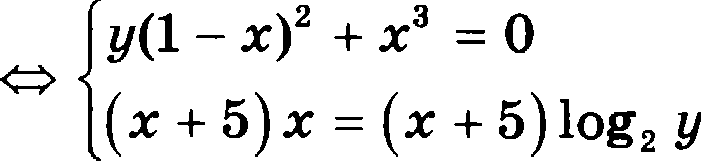 ⇔ { y(1 − x)² + x³ = 0
(x + 5)x = (x + 5)log₂ y